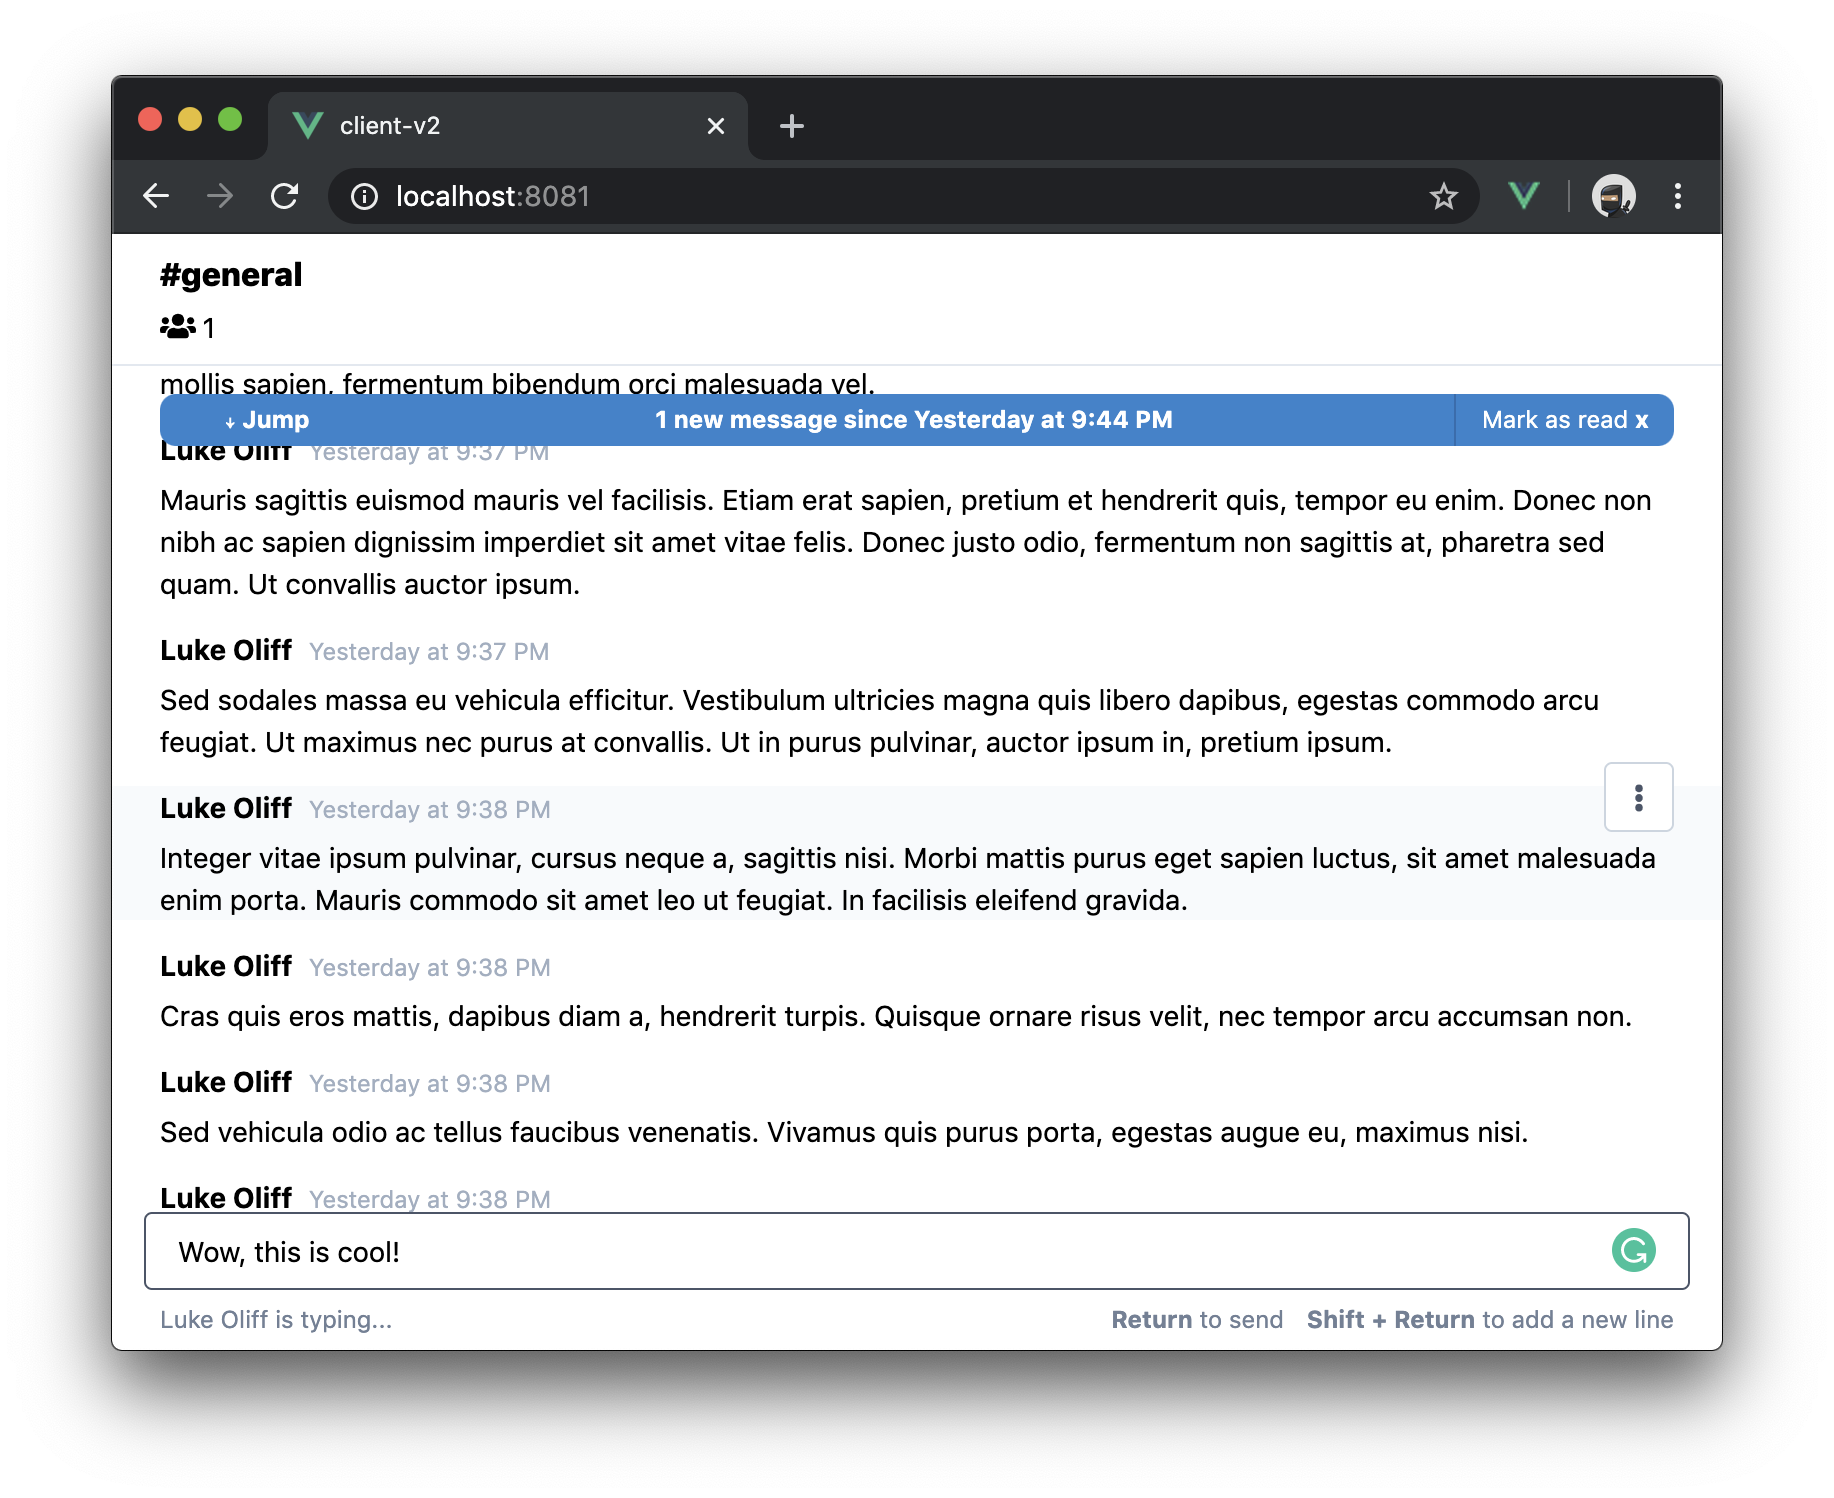 client-v2
localhost:8081
#general
1
mollis sapien, fermentum bibendum orci malesuada vel.
↓ Jump 1 new message since Yesterday at 9:44 PM Mark as read x
Luke Oliff Yesterday at 9:37 PM
Mauris sagittis euismod mauris vel facilisis. Etiam erat sapien, pretium et hendrerit quis, tempor eu enim. Donec non
nibh ac sapien dignissim imperdiet sit amet vitae felis. Donec justo odio, fermentum non sagittis at, pharetra sed
quam. Ut convallis auctor ipsum.
Luke Oliff Yesterday at 9:37 PM
Sed sodales massa eu vehicula efficitur. Vestibulum ultricies magna quis libero dapibus, egestas commodo arcu
feugiat. Ut maximus nec purus at convallis. Ut in purus pulvinar, auctor ipsum in, pretium ipsum.
Luke Oliff Yesterday at 9:38 PM
Integer vitae ipsum pulvinar, cursus neque a, sagittis nisi. Morbi mattis purus eget sapien luctus, sit amet malesuada
enim porta. Mauris commodo sit amet leo ut feugiat. In facilisis eleifend gravida.
Luke Oliff Yesterday at 9:38 PM
Cras quis eros mattis, dapibus diam a, hendrerit turpis. Quisque ornare risus velit, nec tempor arcu accumsan non.
Luke Oliff Yesterday at 9:38 PM
Sed vehicula odio ac tellus faucibus venenatis. Vivamus quis purus porta, egestas augue eu, maximus nisi.
Luke Oliff Yesterday at 9:38 PM
Wow, this is cool!
Luke Oliff is typing... Return to send Shift + Return to add a new line